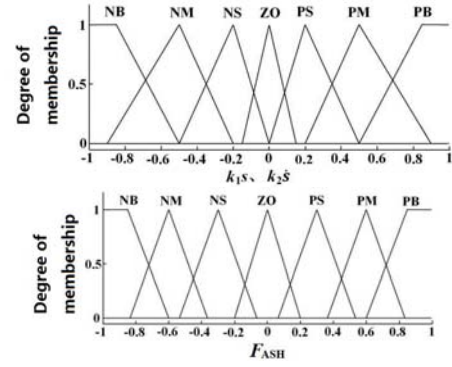 NB NM NS ZO PS PM PB
Degree of membership
1
0.5
0
-1 -0.8 -0.6 -0.4 -0.2 0 0.2 0.4 0.6 0.8 1
k₁s、 k₂ṡ
NB NM NS ZO PS PM PB
Degree of membership
1
0.5
0
-1 -0.8 -0.6 -0.4 -0.2 0 0.2 0.4 0.6 0.8 1
F_ASH